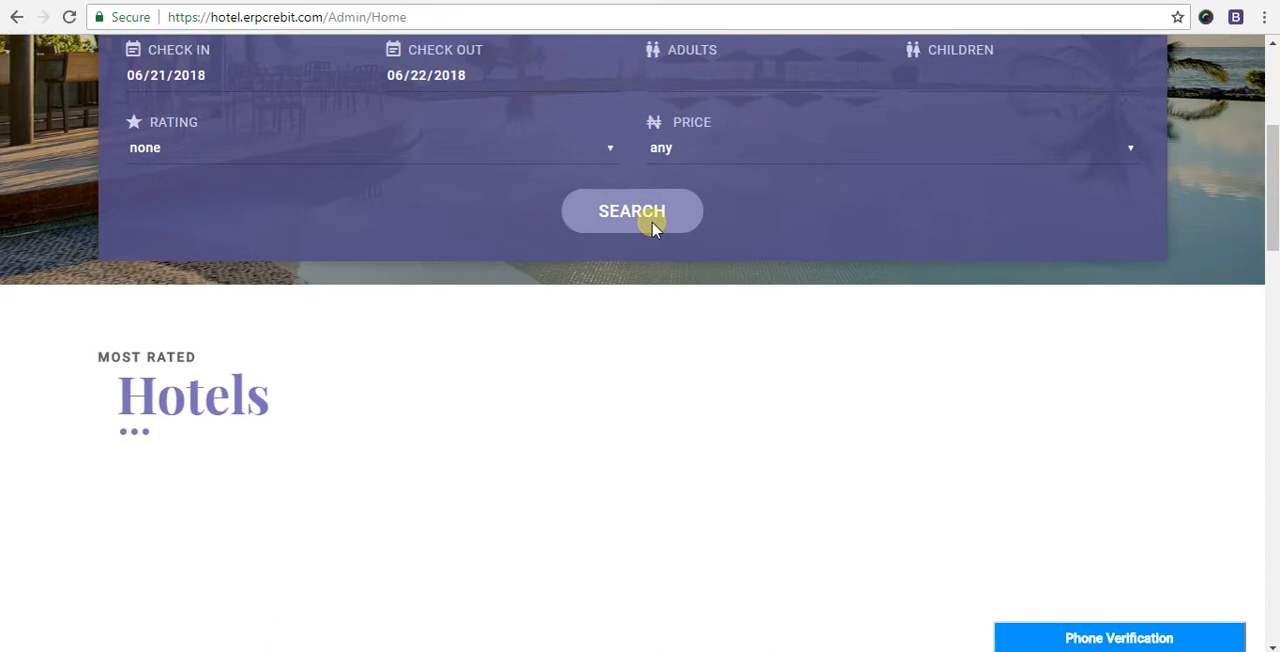 Secure https://hotel.erpcrebit.com/Admin/Home
CHECK IN CHECK OUT ADULTS CHILDREN
06/21/2018 06/22/2018
RATING ₦ PRICE
none any
SEARCH
MOST RATED
Hotels
Phone Verification